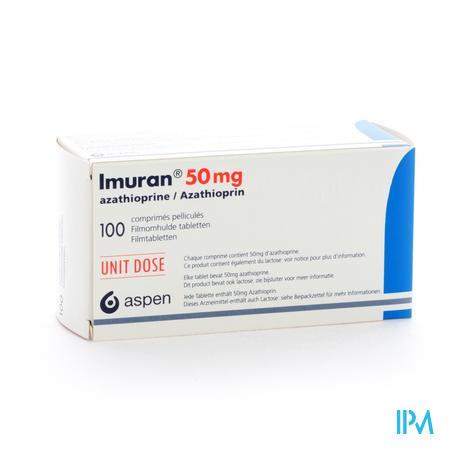 Imuran® 50mg
azathioprine / Azathioprin
100
comprimés pelliculés
Filmomhulde tabletten
Filmtabletten
UNIT DOSE
Chaque comprimé contient 50mg d'azathioprine.
Ce produit contient également du lactose: voir notice pour plus d'information.
Elke tablet bevat 50mg azathioprine.
Dit product bevat ook lactose: zie bijsluiter voor meer informatie.
Jede Tablette enthält 50mg Azathioprin.
Dieses Arzneimittel enthält auch Lactose: siehe Beipackzettel für mehr Informationen.
aspen
100
IPM